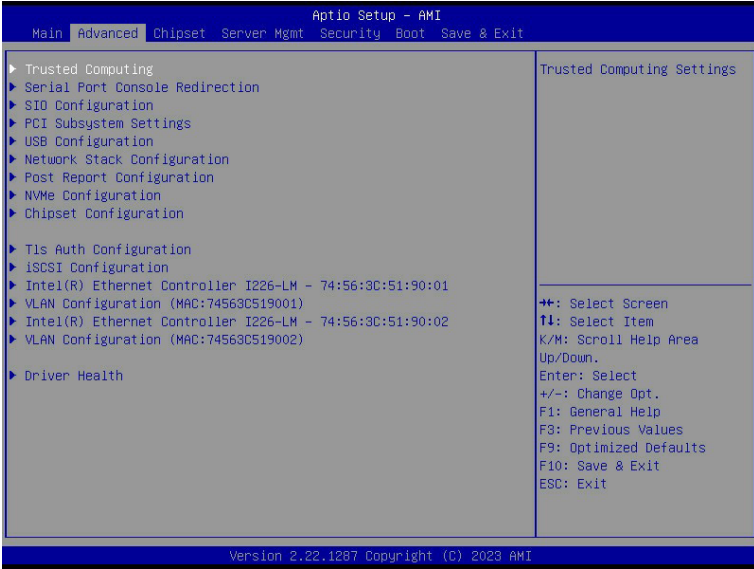 Aptio Setup - AMI
Main Advanced Chipset Server Mgmt Security Boot Save & Exit
Trusted Computing
Serial Port Console Redirection
SIO Configuration
PCI Subsystem Settings
USB Configuration
Network Stack Configuration
Post Report Configuration
NVMe Configuration
Chipset Configuration
Tls Auth Configuration
iSCSI Configuration
Intel(R) Ethernet Controller I226-LM - 74:56:3C:51:90:01
VLAN Configuration (MAC:74563C519001)
Intel(R) Ethernet Controller I226-LM - 74:56:3C:51:90:02
VLAN Configuration (MAC:74563C519002)
Driver Health
Trusted Computing Settings
→←: Select Screen
↑↓: Select Item
K/M: Scroll Help Area
Up/Down.
Enter: Select
+/-: Change Opt.
F1: General Help
F3: Previous Values
F9: Optimized Defaults
F10: Save & Exit
ESC: Exit
Version 2.22.1287 Copyright (C) 2023 AMI